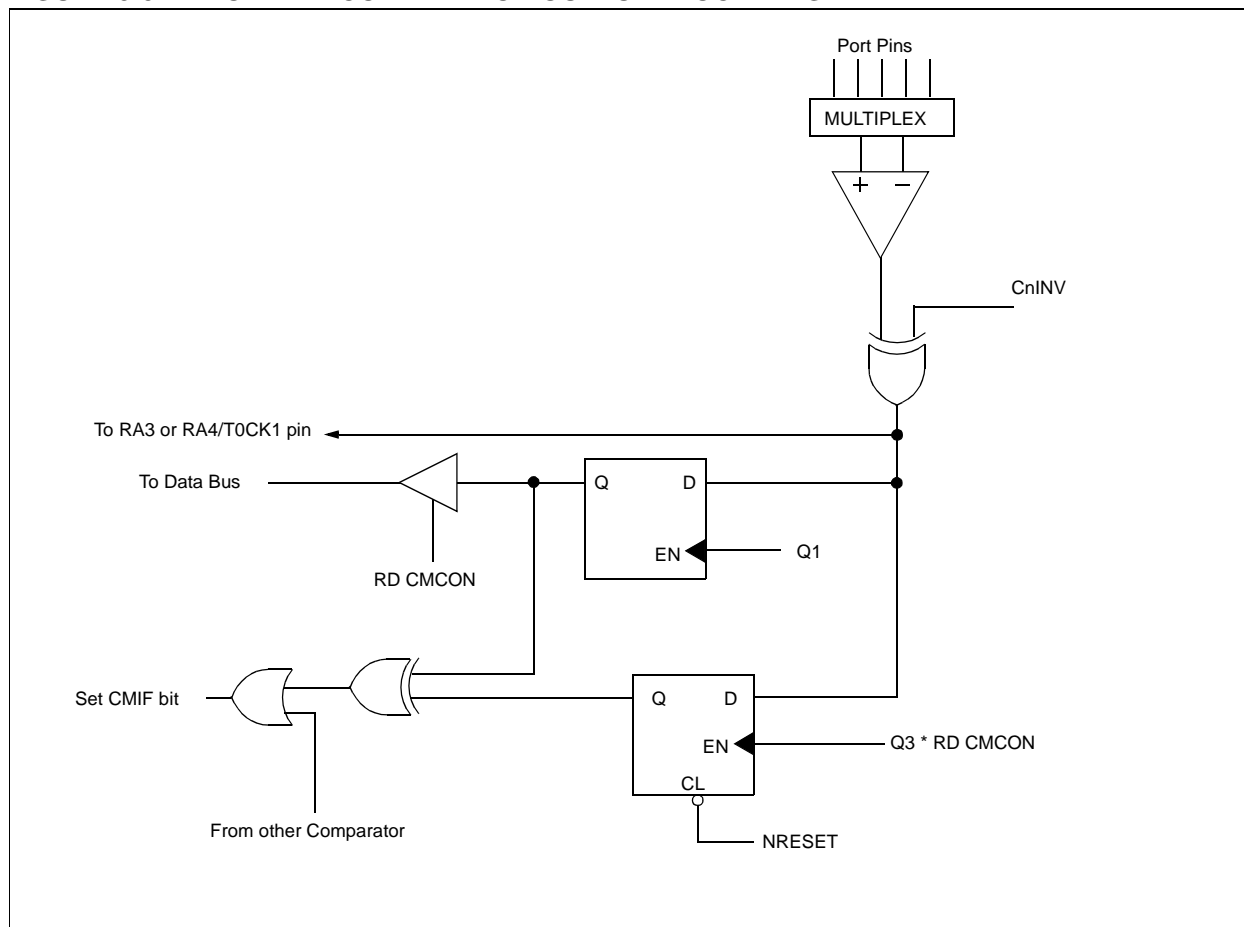 Port Pins
MULTIPLEX
+ −
CnINV
To RA3 or RA4/T0CK1 pin
To Data Bus
Q D
EN
Q1
RD CMCON
Set CMIF bit
Q D
EN
Q3 * RD CMCON
CL
From other Comparator
NRESET